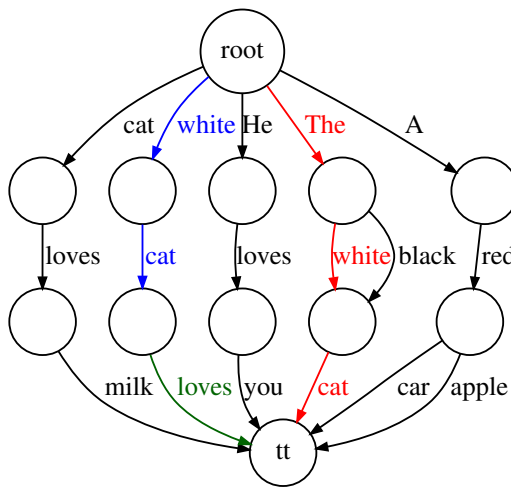 root
cat white He The A
loves cat loves white black red
milk loves you cat car apple
tt